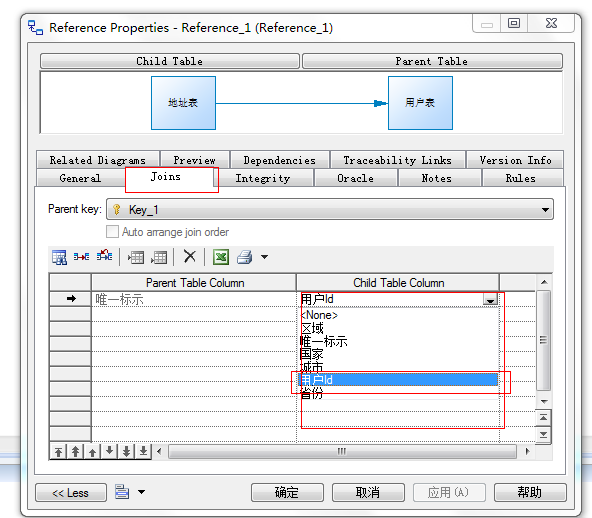 Reference Properties - Reference_1 (Reference_1)
Child Table Parent Table
地址表 用户表
Related Diagrams Preview Dependencies Traceability Links Version Info
General Joins Integrity Oracle Notes Rules
Parent key: Key_1
Auto arrange join order
Parent Table Column Child Table Column
唯一标示 用户Id
<None>
区域
唯一标示
国家
城市
用户Id
省份
<< Less 确定 取消 应用(A) 帮助